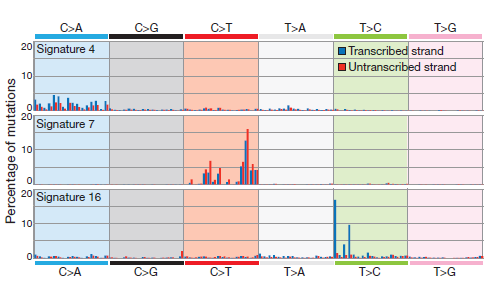 C>A C>G C>T T>A T>C T>G
Percentage of mutations
20 Signature 4
Transcribed strand
Untranscribed strand
10
0
20 Signature 7
10
0
20 Signature 16
10
0
C>A C>G C>T T>A T>C T>G